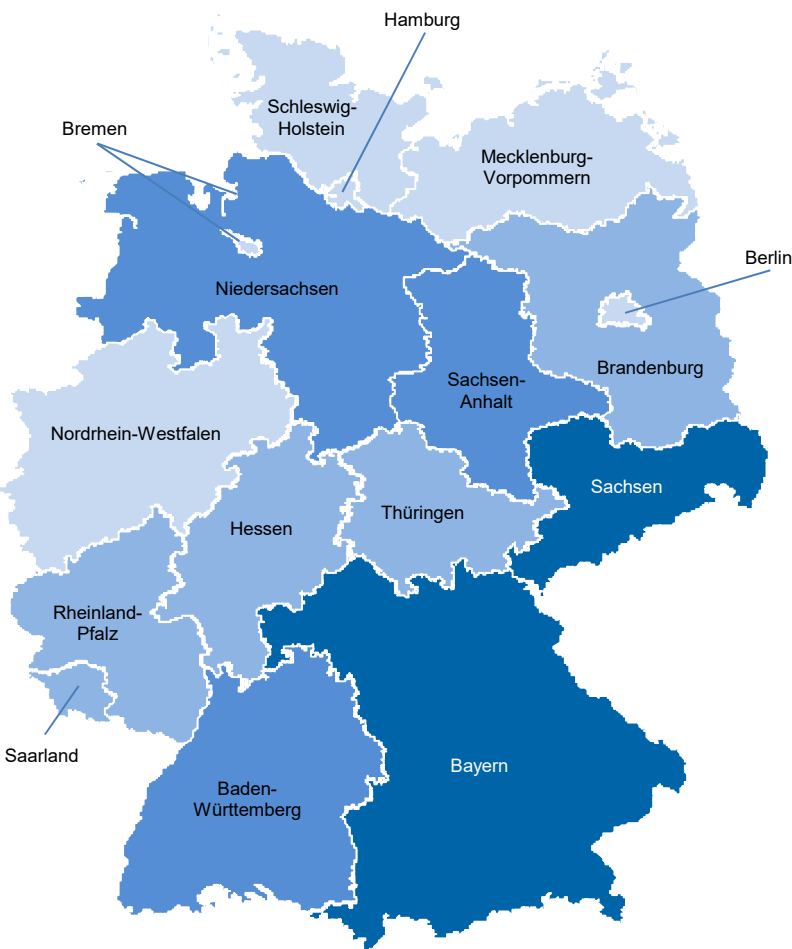 Hamburg
Schleswig-
Holstein
Bremen
Mecklenburg-
Vorpommern
Berlin
Niedersachsen
Brandenburg
Sachsen-
Anhalt
Nordrhein-Westfalen
Sachsen
Thüringen
Hessen
Rheinland-
Pfalz
Saarland
Bayern
Baden-
Württemberg